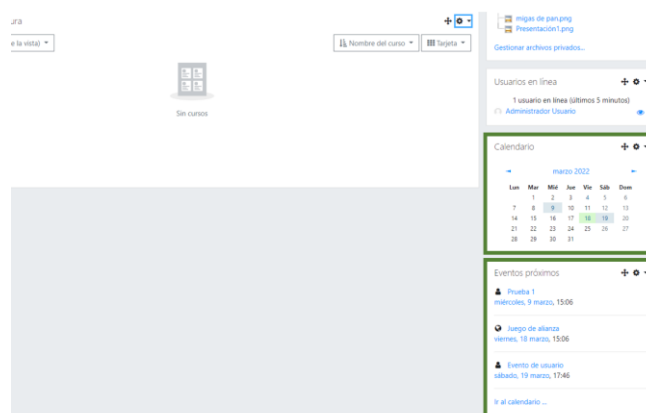 ura
e la vista)
Nombre del curso
Tarjeta
Sin cursos
migas de pan.png
Presentación1.png
Gestionar archivos privados...
Usuarios en línea
1 usuario en línea (últimos 5 minutos)
Administrador Usuario
Calendario
marzo 2022
Lun Mar Mié Jue Vie Sáb Dom
1 2 3 4 5 6
7 8 9 10 11 12 13
14 15 16 17 18 19 20
21 22 23 24 25 26 27
28 29 30 31
Eventos próximos
Prueba 1
miércoles, 9 marzo, 15:06
Juego de alianza
viernes, 18 marzo, 15:06
Evento de usuario
sábado, 19 marzo, 17:46
Ir al calendario ...